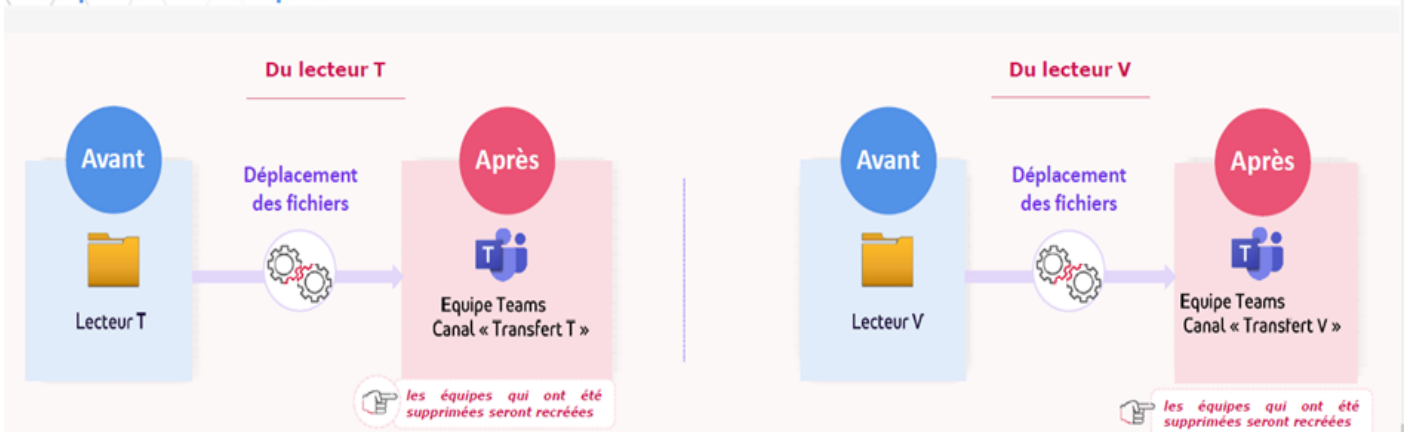 Du lecteur T
Avant
Déplacement
des fichiers
Après
Lecteur T
T
Equipe Teams
Canal « Transfert T »
les équipes qui ont été
supprimées seront recréées
Du lecteur V
Avant
Déplacement
des fichiers
Après
Lecteur V
T
Equipe Teams
Canal « Transfert V »
les équipes qui ont été
supprimées seront recréées